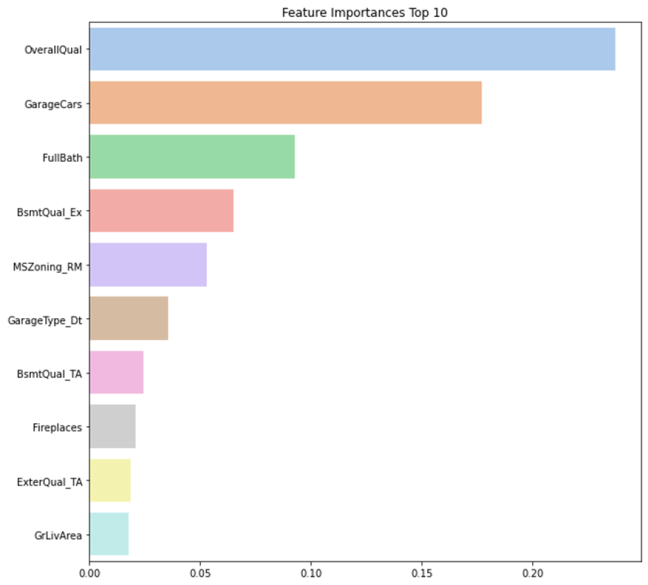 Feature Importances Top 10
OverallQual
GarageCars
FullBath
BsmtQual_Ex
MSZoning_RM
GarageType_Dt
BsmtQual_TA
Fireplaces
ExterQual_TA
GrLivArea
0.00 0.05 0.10 0.15 0.20